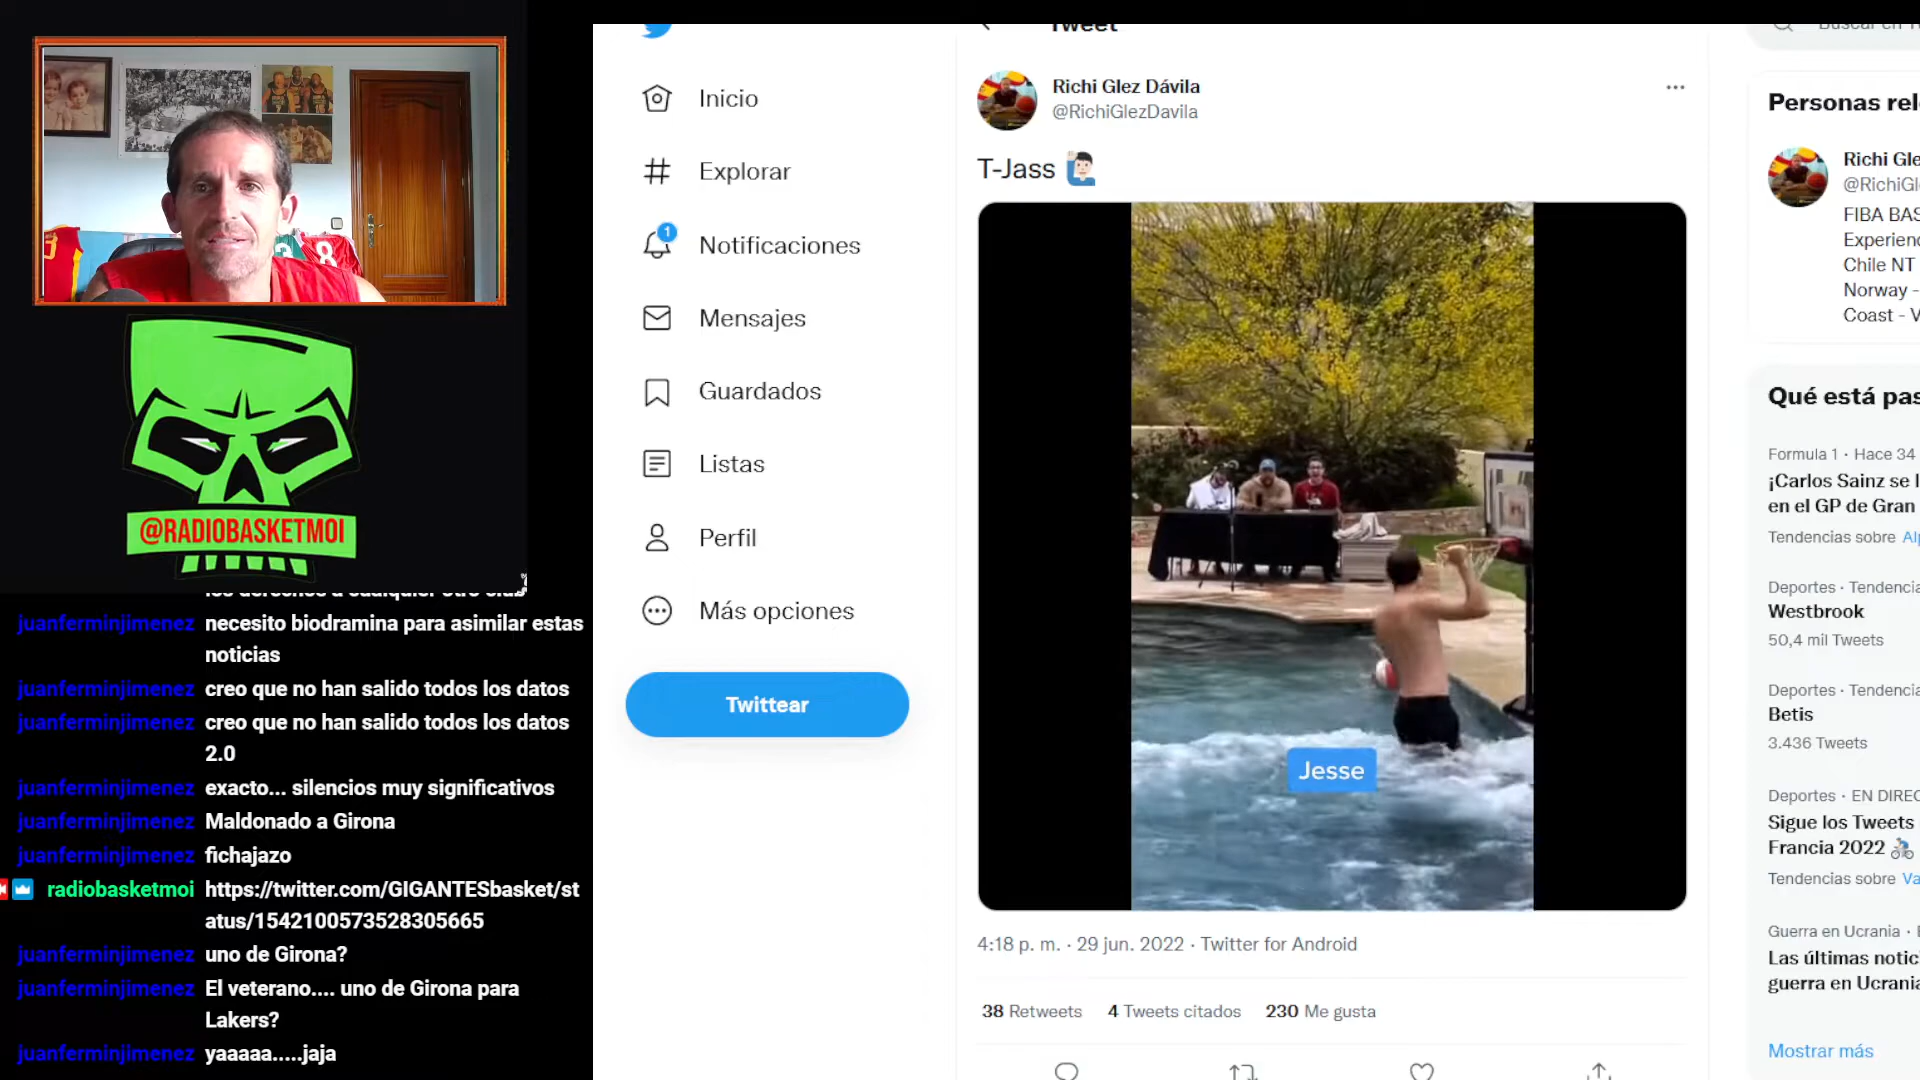 @RADIOBASKETMOI
juanferminjimenez necesito biodramina para asimilar estas
noticias
juanferminjimenez creo que no han salido todos los datos
juanferminjimenez creo que no han salido todos los datos
2.0
juanferminjimenez exacto... silencios muy significativos
juanferminjimenez Maldonado a Girona
juanferminjimenez fichajazo
radiobasketmoi https://twitter.com/GIGANTESbasket/st
atus/1542100573528305665
juanferminjimenez uno de Girona?
juanferminjimenez El veterano.... uno de Girona para
Lakers?
juanferminjimenez yaaaaa.....jaja
Inicio
Explorar
1
Notificaciones
Mensajes
Guardados
Listas
Perfil
Más opciones
Twittear
Tweet
Richi Glez Dávila
@RichiGlezDavila
T-Jass
Jesse
4:18 p. m. · 29 jun. 2022 · Twitter for Android
38 Retweets 4 Tweets citados 230 Me gusta
Personas rel
Richi Gle
@RichiGl
FIBA BAS
Experienc
Chile NT
Norway -
Coast - V
Qué está pas
Formula 1 · Hace 34
¡Carlos Sainz se l
en el GP de Gran
Tendencias sobre Alp
Deportes · Tendencia
Westbrook
50,4 mil Tweets
Deportes · Tendencia
Betis
3.436 Tweets
Deportes · EN DIREC
Sigue los Tweets
Francia 2022
Tendencias sobre Va
Guerra en Ucrania ·
Las últimas notic
guerra en Ucrania
Mostrar más